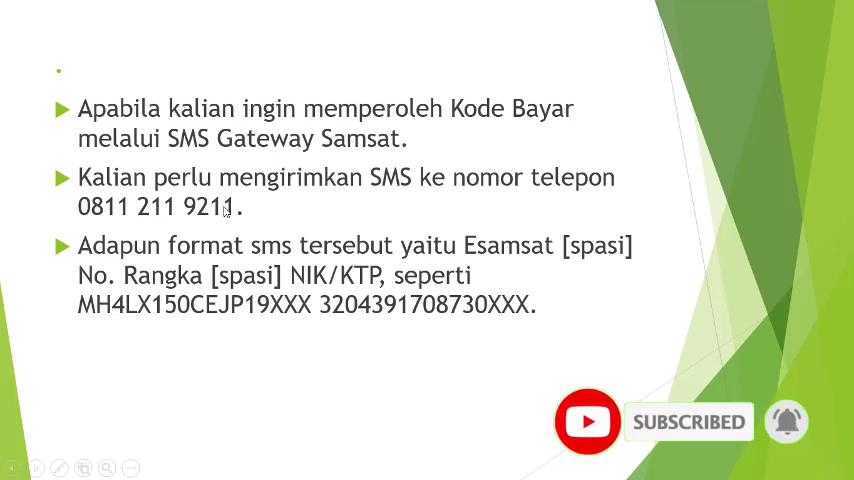 Apabila kalian ingin memperoleh Kode Bayar
melalui SMS Gateway Samsat.
Kalian perlu mengirimkan SMS ke nomor telepon
0811 211 9211.
Adapun format sms tersebut yaitu Esamsat [spasi]
No. Rangka [spasi] NIK/KTP, seperti
MH4LX150CEJP19XXX 3204391708730XXX.
SUBSCRIBED